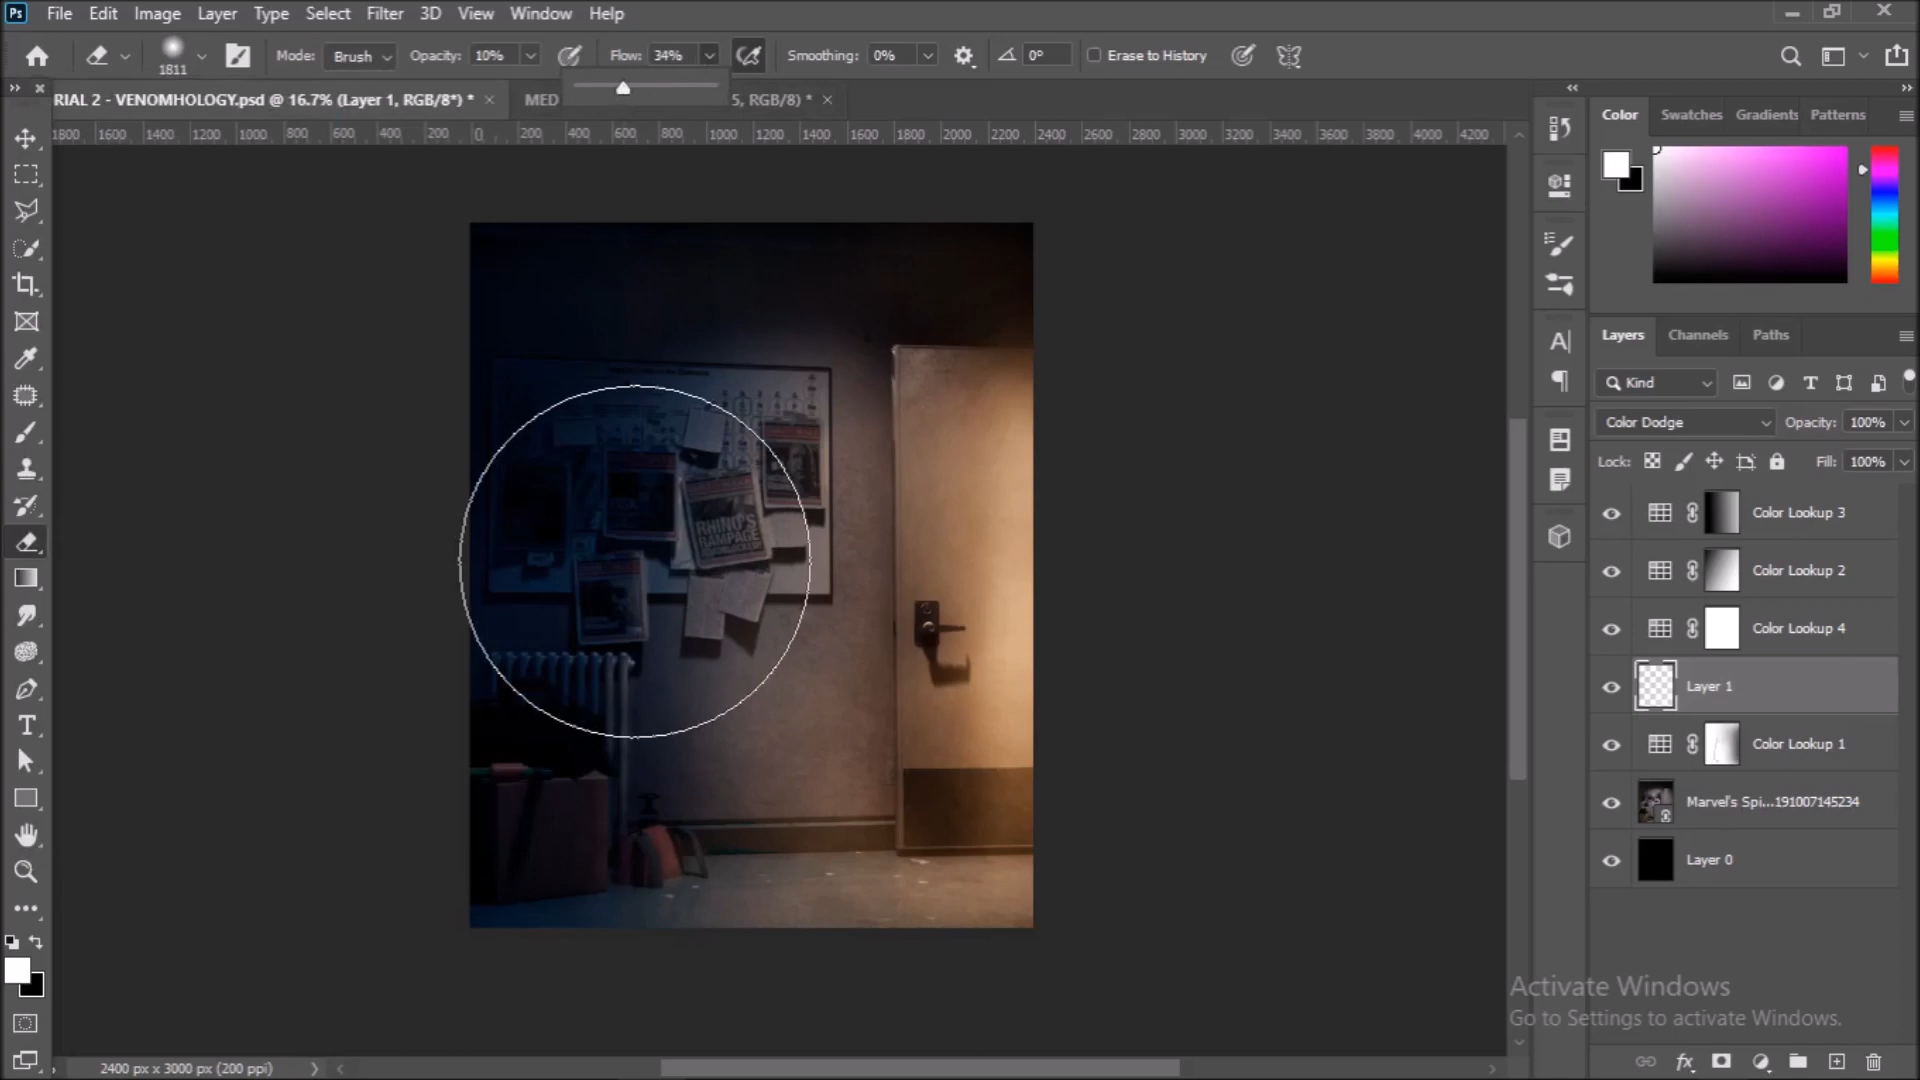 Ps File Edit Image Layer Type Select Filter 3D View Window Help
1811 Mode: Brush Opacity: 10% Flow: 34% Smoothing: 0% 0° Erase to History
RIAL 2 - VENOMHOLOGY.psd @ 16.7% (Layer 1, RGB/8*) * MED 5, RGB/8) *
1800 1600 1400 1200 1000 800 600 400 200 0 200 400 600 800 1000 1200 1400 1600 1800 2000 2200 2400 2600 2800 3000 3200 3400 3600 3800 4000 4200
Color Swatches Gradients Patterns
Layers Channels Paths
Kind
Color Dodge Opacity: 100%
Lock: Fill: 100%
Color Lookup 3
Color Lookup 2
Color Lookup 4
Layer 1
Color Lookup 1
Marvel's Spi...191007145234
Layer 0
RHINO'S
RAMPAGE
Activate Windows
Go to Settings to activate Windows.
2400 px x 3000 px (200 ppi)